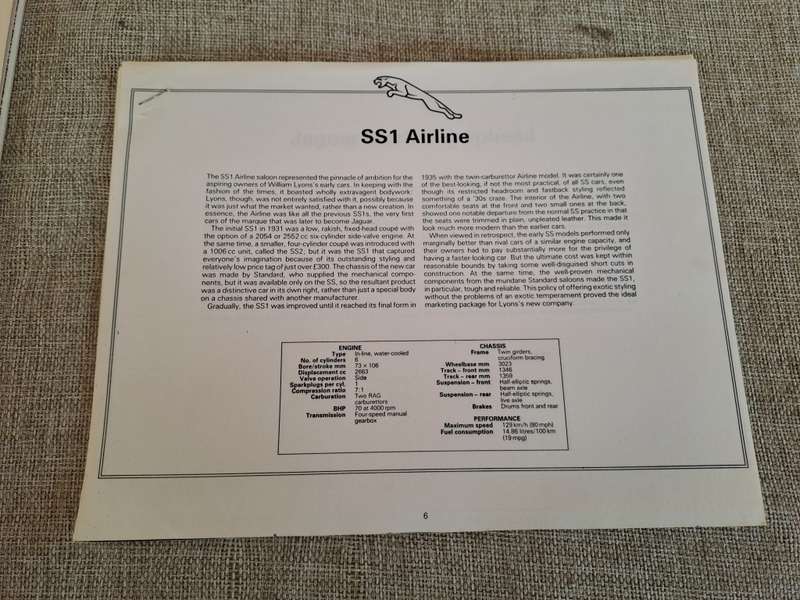 SS1 Airline
The SS1 Airline saloon represented the pinnacle of ambition for the
aspiring owners of William Lyons's early cars. In keeping with the
fashion of the times, it boasted wholly extravagant bodywork.
Lyons, though, was not entirely satisfied with it, possibly because
it was just what the market wanted, rather than a new creation. In
essence, the Airline was like all the previous SS1s, the very first
cars of the marque that was later to become Jaguar.
The initial SS1 in 1931 was a low, rakish, fixed-head coupé with
the option of a 2054 or 2552 cc six-cylinder side-valve engine. At
the same time, a smaller, four-cylinder coupé was introduced with
a 1006 cc unit, called the SS2, but it was the SS1 that captured
everyone's imagination because of its outstanding styling and
relatively low price tag of just over £300. The chassis of the new car
was made by Standard, who supplied the mechanical compo-
nents, but it was available only on the SS, so the resultant product
was a distinctive car in its own right, rather than just a special body
on a chassis shared with another manufacturer.
Gradually, the SS1 was improved until it reached its final form in
1935 with the twin-carburettor Airline model. It was certainly one
of the best-looking, if not the most practical, of all SS cars, even
though its restricted headroom and fastback styling reflected
something of a '30s craze. The interior of the Airline, with two
comfortable seats at the front and two small ones at the back,
showed one notable departure from the normal SS practice in that
the seats were trimmed in plain, unpleated leather. This made it
look much more modern than the earlier cars.
When viewed in retrospect, the early SS models performed only
marginally better than rival cars of a similar engine capacity, and
their owners had to pay substantially more for the privilege of
having a faster-looking car. But the ultimate cost was kept within
reasonable bounds by taking some well-disguised short cuts in
construction. At the same time, the well-proven mechanical
components from the mundane Standard saloons made the SS1,
in particular, tough and reliable. This policy of offering exotic styling
without the problems of an exotic temperament proved the ideal
marketing package for Lyons's new company.
ENGINE
Type In-line, water-cooled
No. of cylinders 6
Bore/stroke mm 73 × 106
Displacement cc 2663
Valve operation Side
Sparkplugs per cyl. 1
Compression ratio 7:1
Carburation Two RAG
carburettors
BHP 70 at 4000 rpm
Transmission Four-speed manual
gearbox
CHASSIS
Frame Twin girders,
cruciform bracing
Wheelbase mm 3023
Track – front mm 1346
Track – rear mm 1359
Suspension – front Half-elliptic springs,
beam axle
Suspension – rear Half-elliptic springs,
live axle
Brakes Drums front and rear
PERFORMANCE
Maximum speed 129 km/h (80 mph)
Fuel consumption 14.86 litres/100 km
(19 mpg)
6